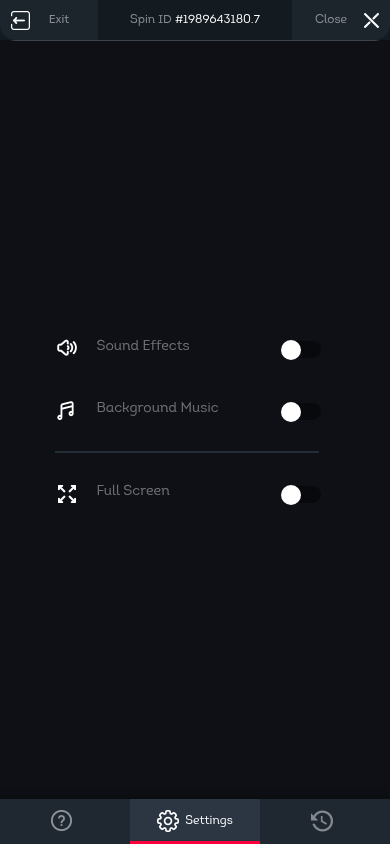 Exit
Spin ID #1989643180.7
Close
Sound Effects
Background Music
Full Screen
Settings